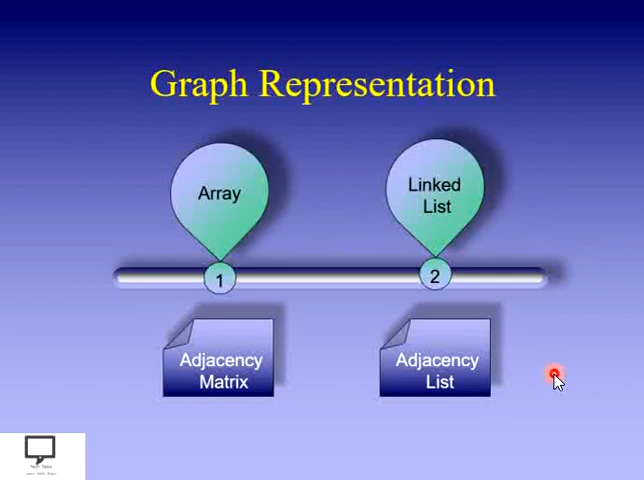 Graph Representation
Array
Linked
List
1
2
Adjacency
Matrix
Adjacency
List